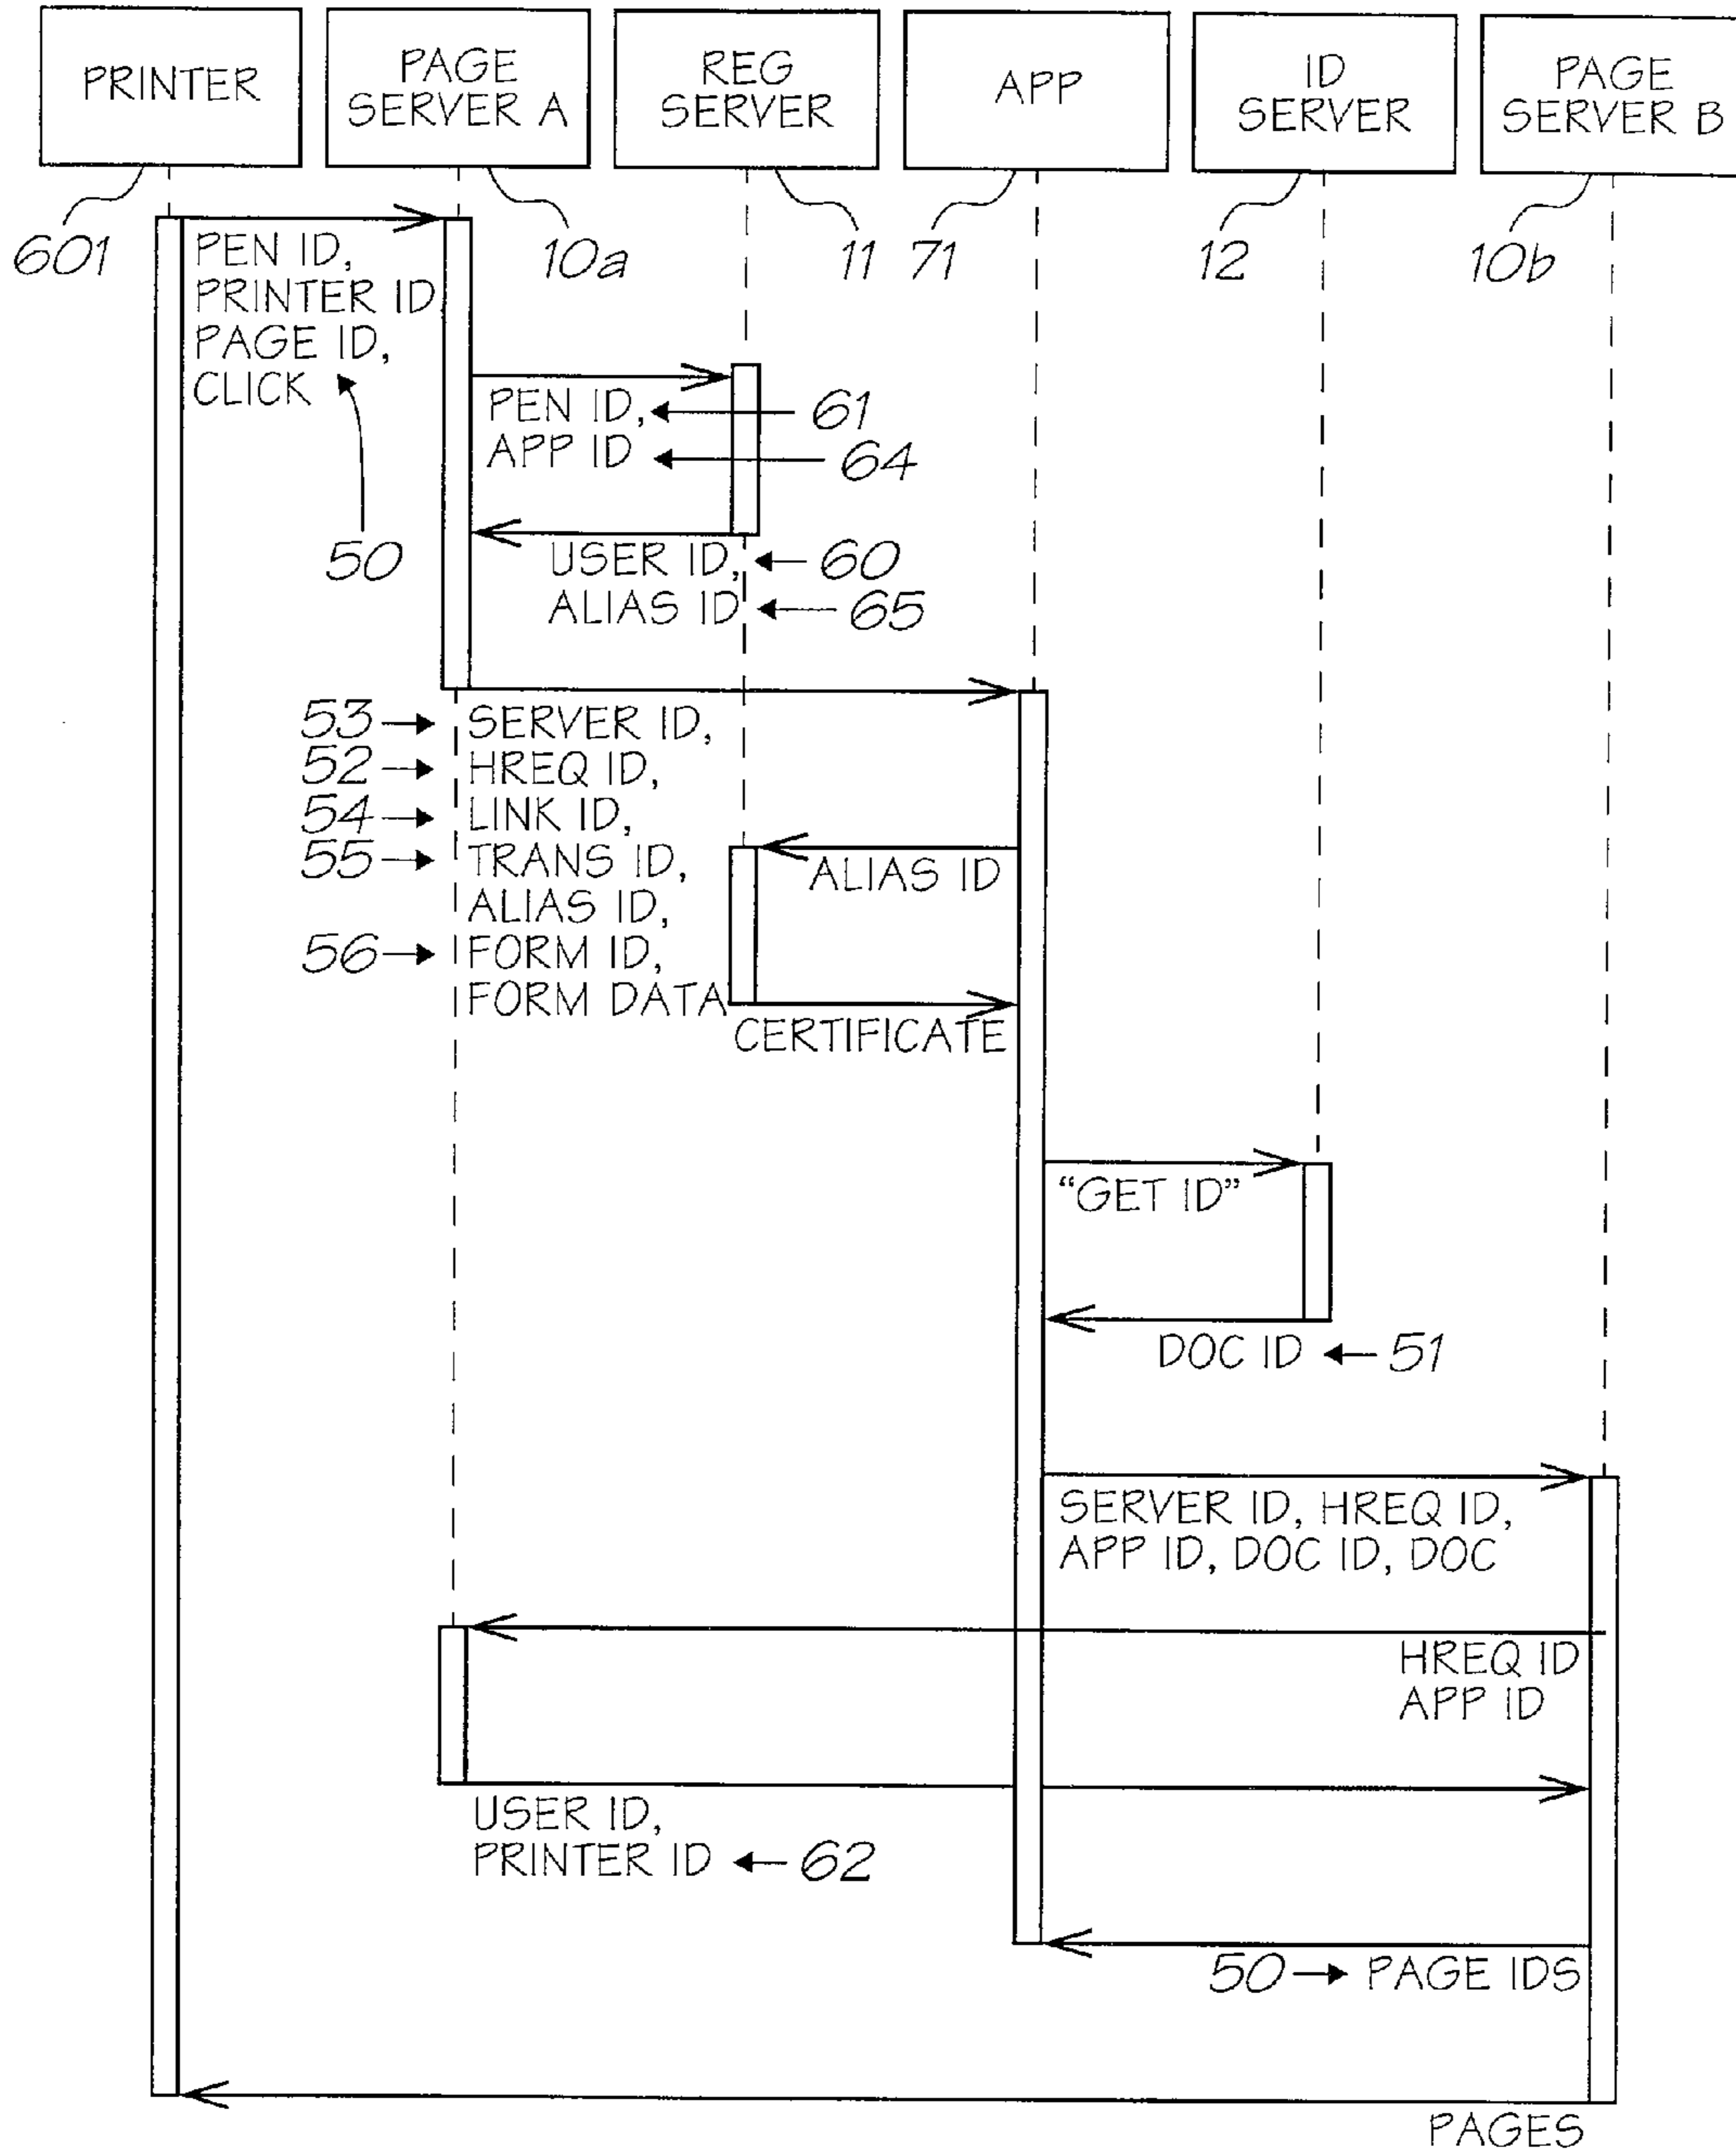 PRINTER
PAGE
SERVER A
REG
SERVER
APP
ID
SERVER
PAGE
SERVER B
601
10a
11
71
12
10b
PEN ID,
PRINTER ID
PAGE ID,
CLICK
50
PEN ID,
61
APP ID
64
USER ID,
60
ALIAS ID
65
53
SERVER ID,
52
HREQ ID,
54
LINK ID,
55
TRANS ID,
ALIAS ID,
56
FORM ID,
FORM DATA
ALIAS ID
CERTIFICATE
“GET ID”
DOC ID
51
SERVER ID, HREQ ID,
APP ID, DOC ID, DOC
HREQ ID
APP ID
USER ID,
PRINTER ID
62
50
PAGE IDS
PAGES